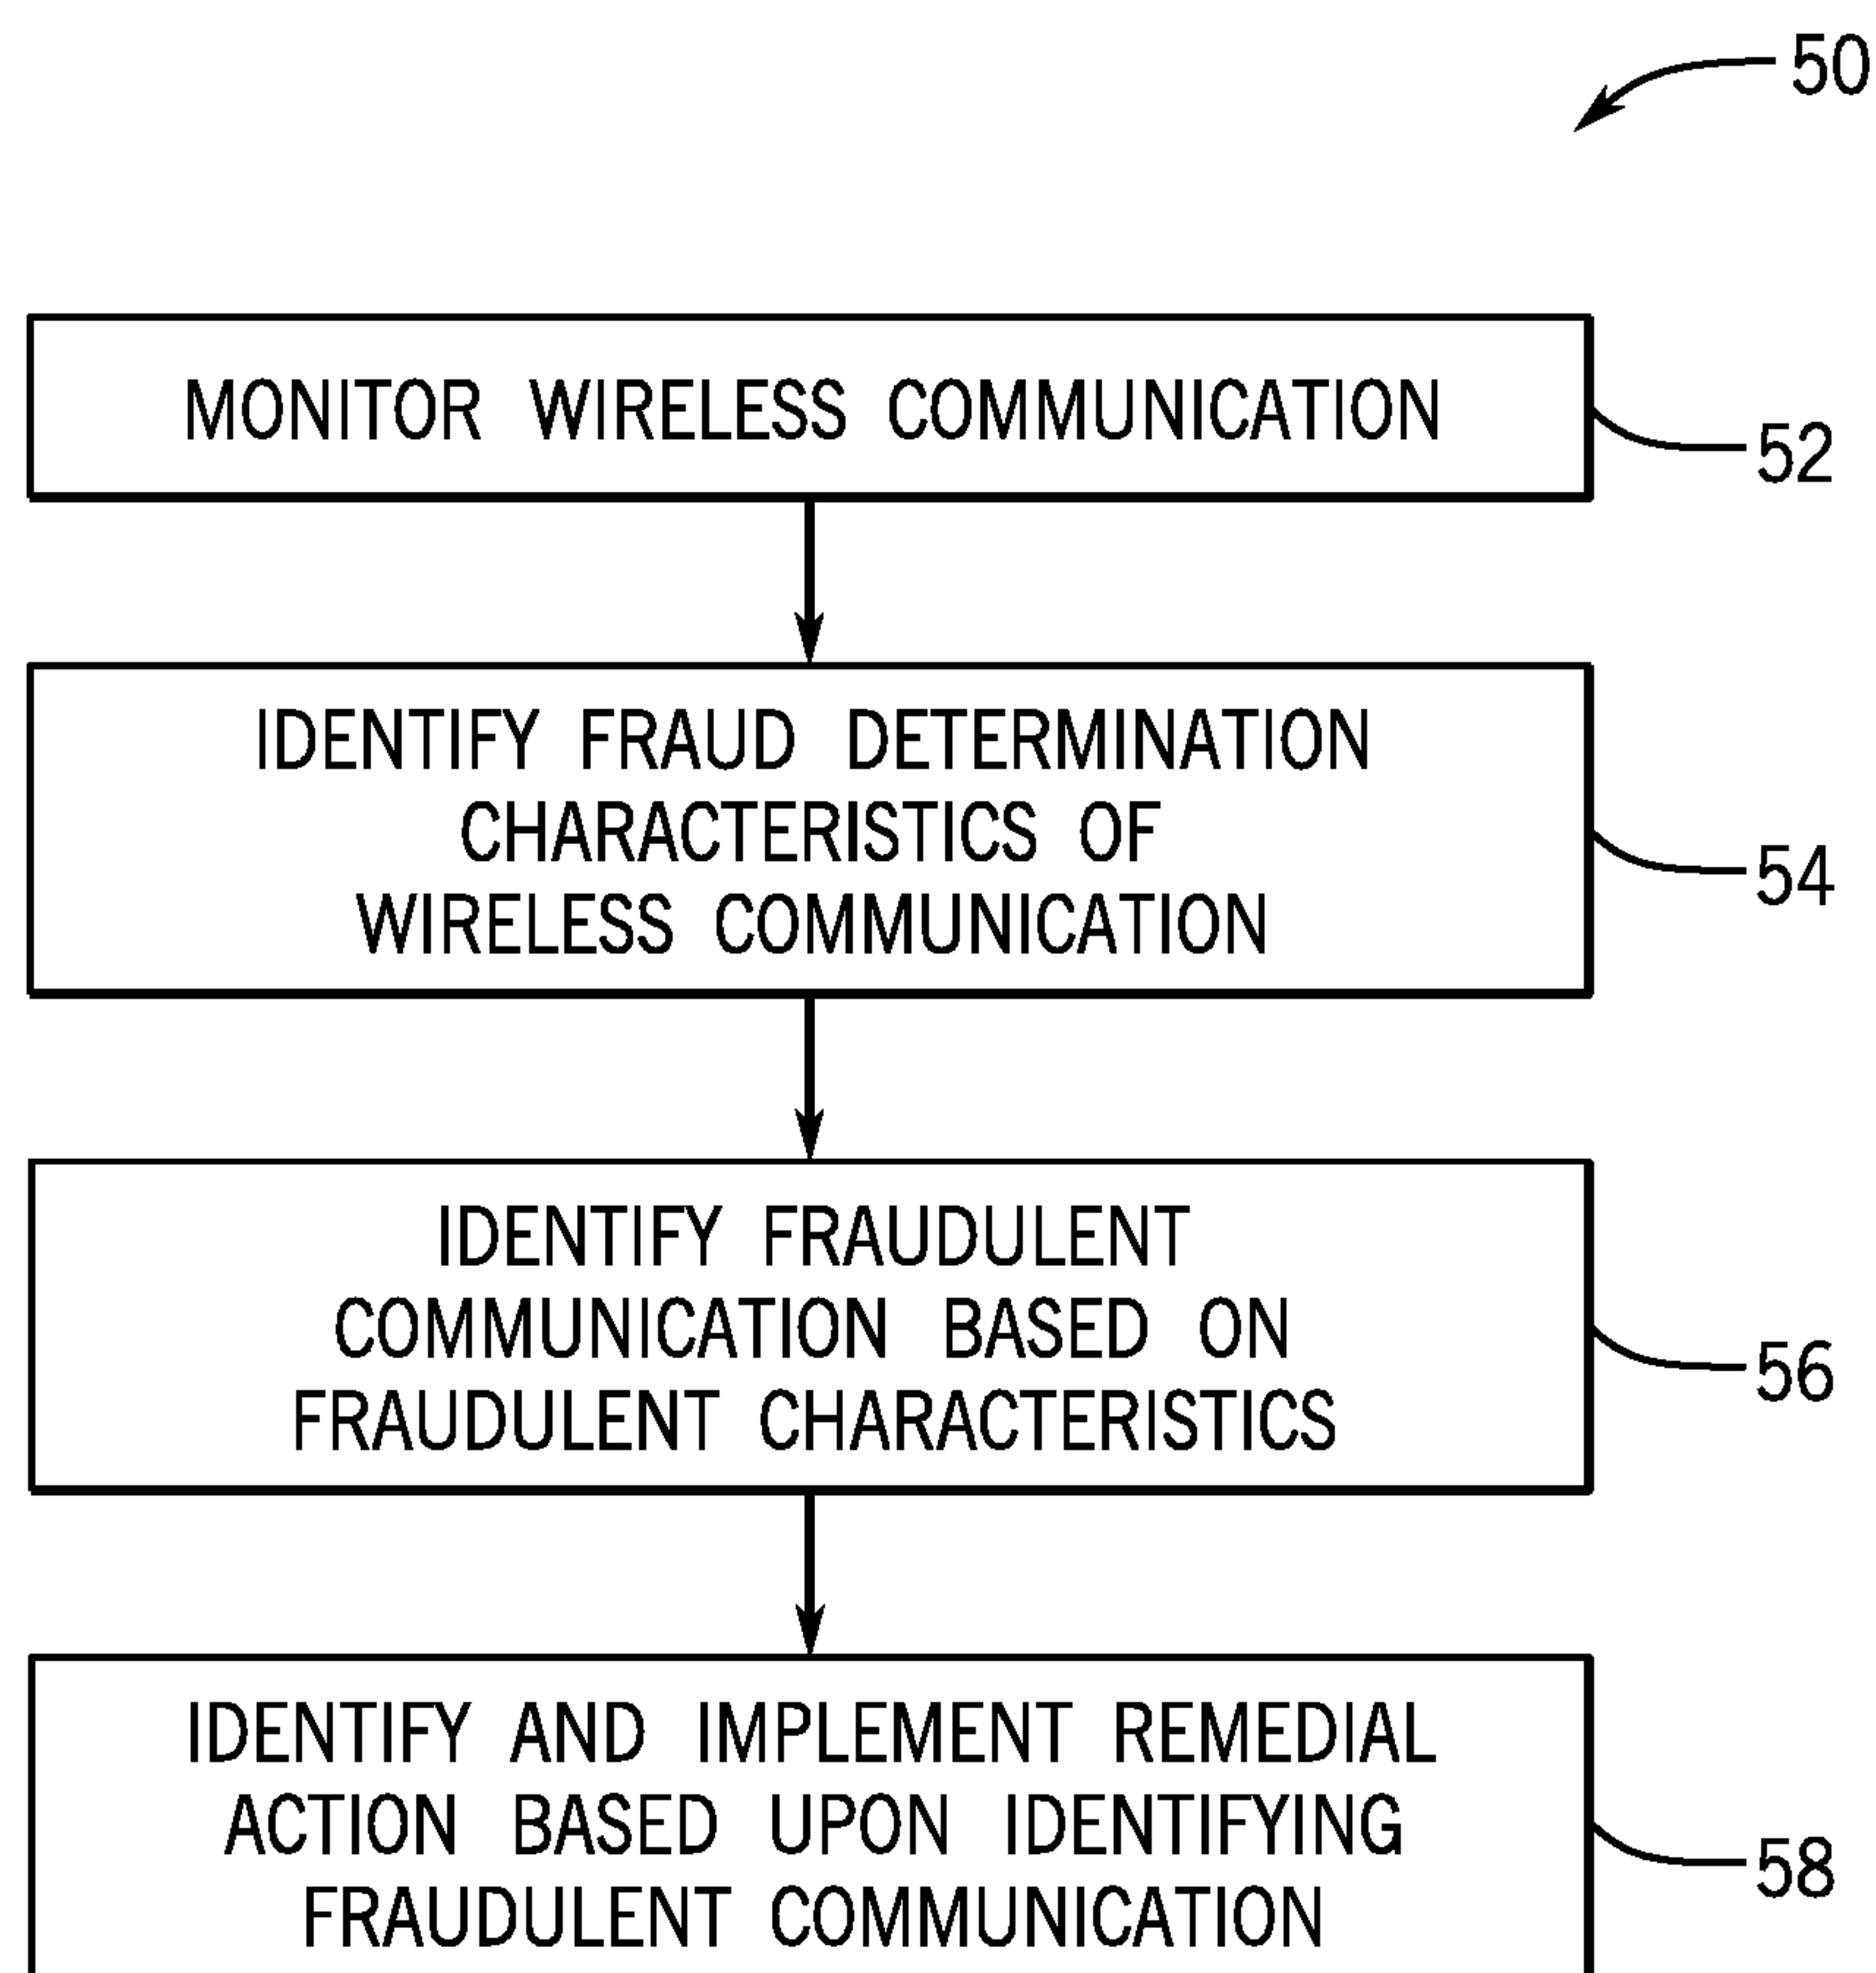 50
MONITOR WIRELESS COMMUNICATION
52
IDENTIFY FRAUD DETERMINATION
CHARACTERISTICS OF
WIRELESS COMMUNICATION
54
IDENTIFY FRAUDULENT
COMMUNICATION BASED ON
FRAUDULENT CHARACTERISTICS
56
IDENTIFY AND IMPLEMENT REMEDIAL
ACTION BASED UPON IDENTIFYING
FRAUDULENT COMMUNICATION
58